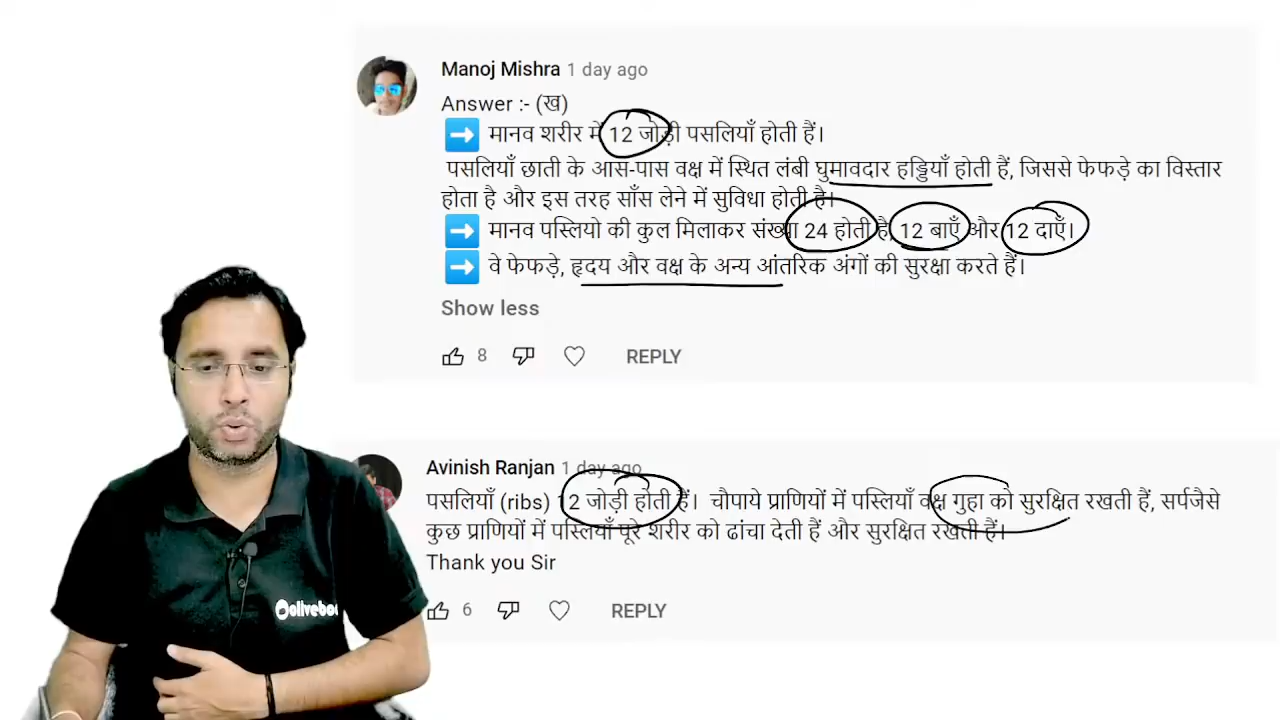 Manoj Mishra 1 day ago
Answer :- (ख)
मानव शरीर में 12 जोड़ी पसलियाँ होती हैं।
पसलियाँ छाती के आस-पास वक्ष में स्थित लंबी घुमावदार हड्डियाँ होती हैं, जिससे फेफड़े का विस्तार
होता है और इस तरह साँस लेने में सुविधा होती है।
मानव पस्लियो की कुल मिलाकर संख्या 24 होती है, 12 बाएँ और 12 दाएँ।
वे फेफड़े, हृदय और वक्ष के अन्य आंतरिक अंगों की सुरक्षा करते हैं।
Show less
8 REPLY
Avinish Ranjan 1 day ago
पसलियाँ (ribs) 12 जोड़ी होती हैं। चौपाये प्राणियों में पस्लियाँ वक्ष गुहा को सुरक्षित रखती हैं, सर्पजैसे
कुछ प्राणियों में पस्लियाँ पूरे शरीर को ढांचा देती हैं और सुरक्षित रखती हैं।
Thank you Sir
6 REPLY